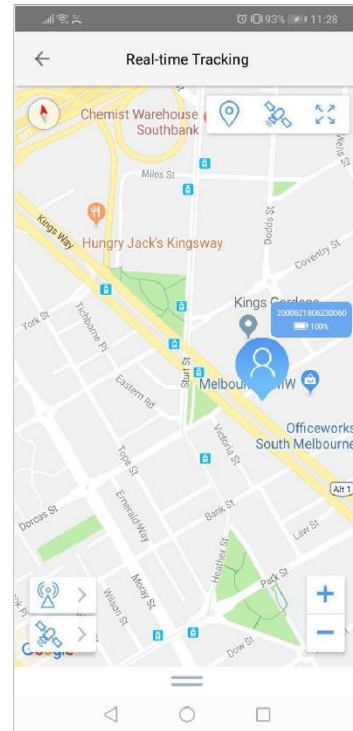 93% 11:28
Real-time Tracking
Chemist Warehouse
Southbank
Wells St
Miles St
Dodds St
Kings Way
Hungry Jack's Kingsway
Coventry St
Kings Gardens
2000621806230060
100%
York St
Tichborne Pl
Sturt St
Eastern Rd
Victoria St
Officeworks
South Melbourne
Tope St
Alt 1
Emerald Way
Bank St
Law St
Dorcas St
Heather St
Park St
Moray St
Wilson St
Dow St
Google